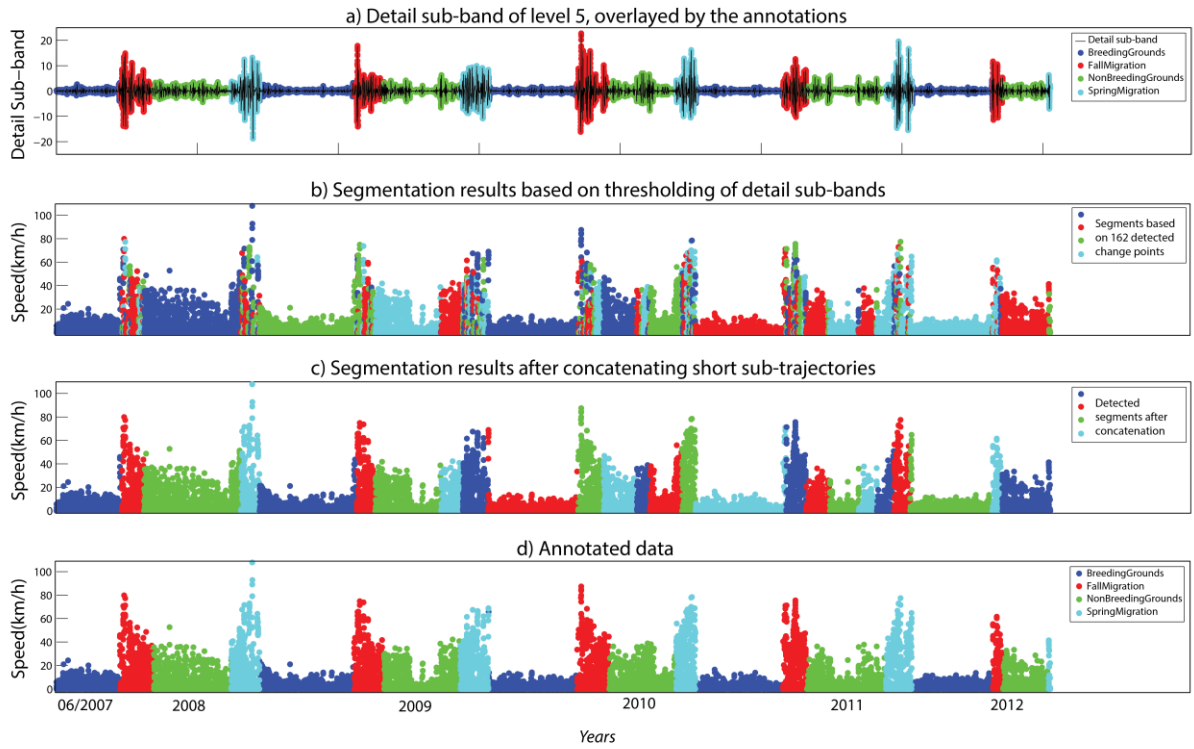 a) Detail sub-band of level 5, overlayed by the annotations
Detail Sub-band
20
10
0
−10
−20
Detail sub-band
BreedingGrounds
FallMigration
NonBreedingGrounds
SpringMigration
b) Segmentation results based on thresholding of detail sub-bands
Speed(km/h)
100
80
60
40
20
Segments based
on 162 detected
change points
c) Segmentation results after concatenating short sub-trajectories
Speed(km/h)
100
80
60
40
20
0
Detected
segments after
concatenation
d) Annotated data
Speed(km/h)
100
80
60
40
20
0
BreedingGrounds
FallMigration
NonBreedingGrounds
SpringMigration
06/2007 2008 2009 2010 2011 2012
Years